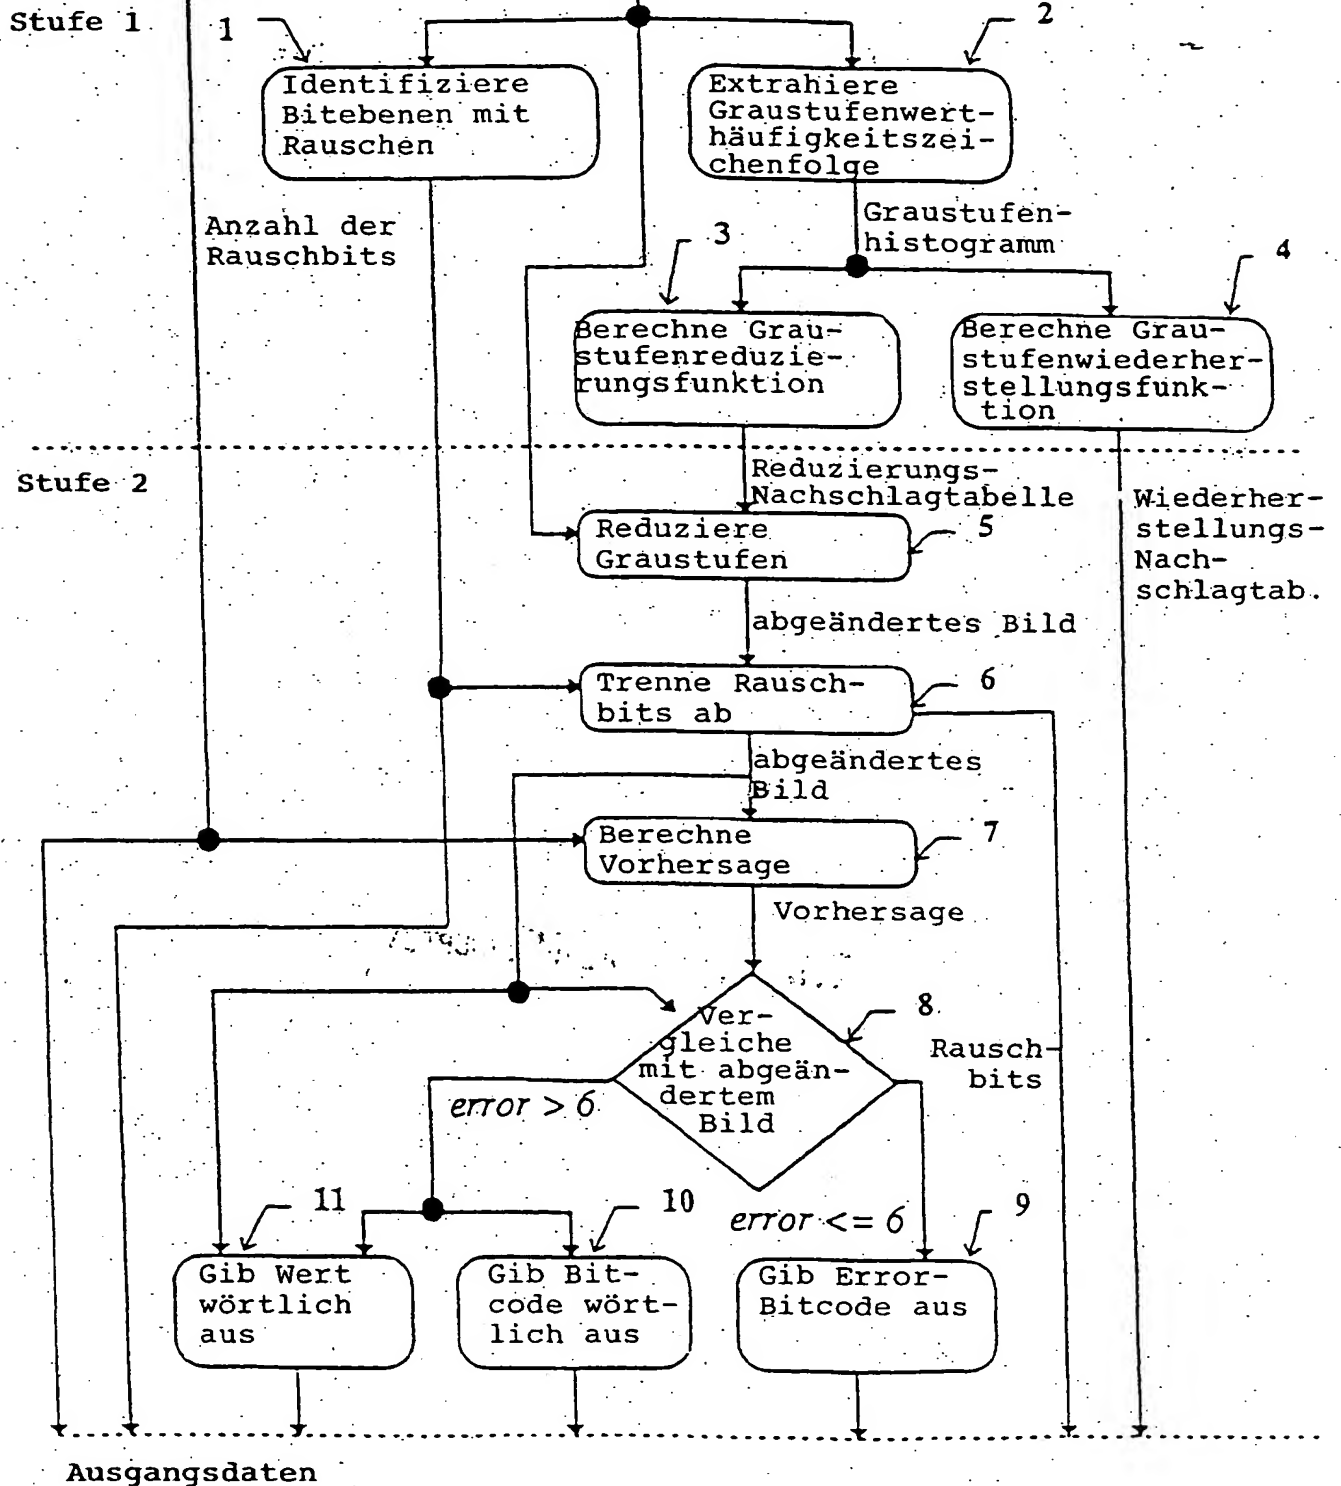 Stufe 1
1
2
Identifiziere
Bitebenen mit
Rauschen
Extrahiere
Graustufenwert-
häufigkeitszei-
chenfolge
Anzahl der
Rauschbits
Graustufen-
histogramm
3
4
Berechne Grau-
stufenreduzie-
rungsfunktion
Berechne Grau-
stufenwiederher-
stellungsfunk-
tion
Stufe 2
Reduzierungs-
Nachschlagtabelle
Wiederher-
stellungs-
Nach-
schlagtab.
Reduziere
Graustufen
5
abgeändertes Bild
Trenne Rausch-
bits ab
6
abgeändertes
Bild
Berechne
Vorhersage
7
Vorhersage
Ver-
gleiche
mit abgeän-
dertem
Bild
8
Rausch-
bits
error > 6
error <= 6
11
10
9
Gib Wert
wörtlich
aus
Gib Bit-
code wört-
lich aus
Gib Error-
Bitcode aus
Ausgangsdaten